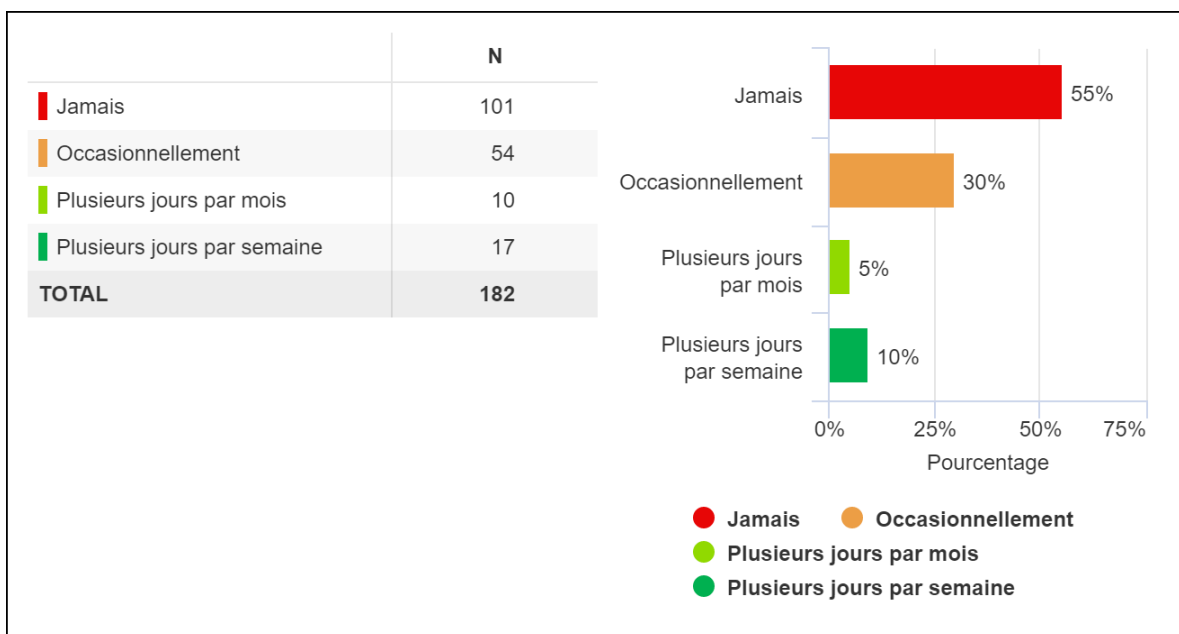 N
Jamais 101
Occasionnellement 54
Plusieurs jours par mois 10
Plusieurs jours par semaine 17
TOTAL 182
Jamais 55%
Occasionnellement 30%
Plusieurs jours
par mois 5%
Plusieurs jours
par semaine 10%
0% 25% 50% 75%
Pourcentage
Jamais Occasionnellement
Plusieurs jours par mois
Plusieurs jours par semaine